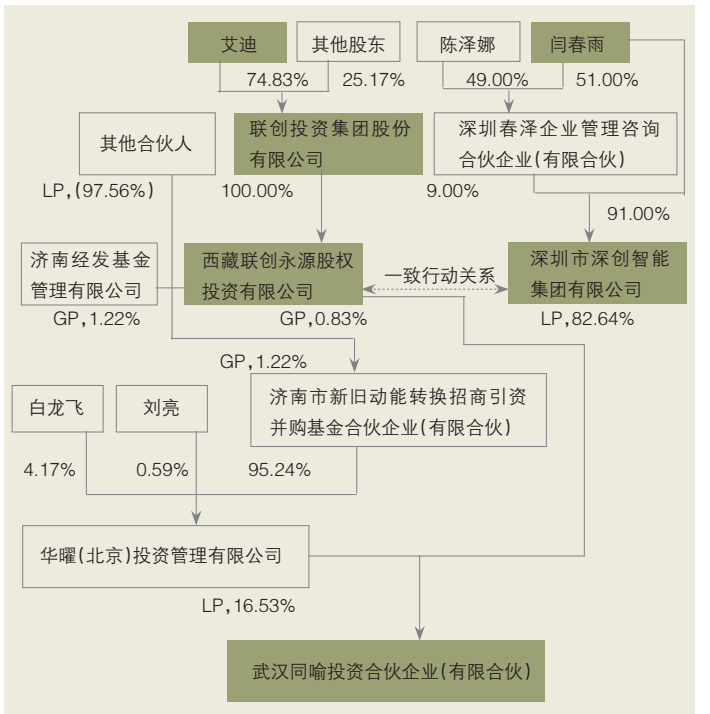 艾迪
其他股东
陈泽娜
闫春雨
74.83%
25.17%
49.00%
51.00%
其他合伙人
联创投资集团股份
有限公司
深圳春泽企业管理咨询
合伙企业(有限合伙)
LP,(97.56%)
100.00%
9.00%
91.00%
济南经发基金
管理有限公司
西藏联创永源股权
投资有限公司
一致行动关系
深圳市深创智能
集团有限公司
GP,1.22%
GP,0.83%
LP,82.64%
GP,1.22%
白龙飞
刘亮
济南市新旧动能转换招商引资
并购基金合伙企业(有限合伙)
4.17%
0.59%
95.24%
华曜(北京)投资管理有限公司
LP,16.53%
武汉同喻投资合伙企业(有限合伙)